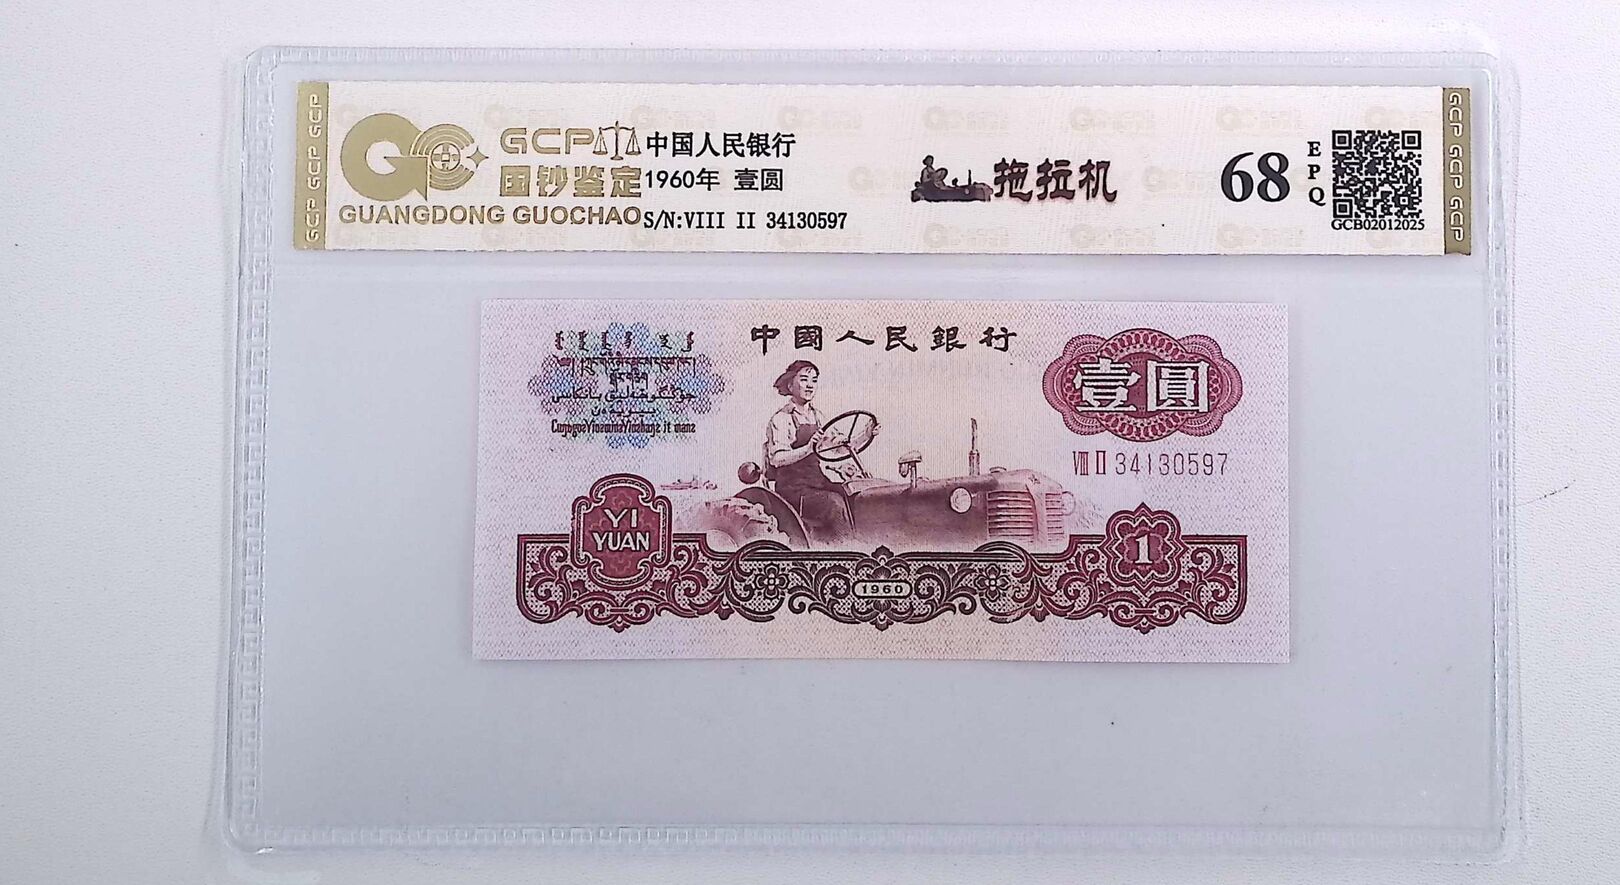 GCP 中国人民银行
国钞鉴定 1960年 壹圆
GUANGDONG GUOCHAO S/N:VIII II 34130597
拖拉机
68
EPQ
GCB02012025
GCP GCP GCP
GCP GCP GCP
中國人民銀行
壹圓
VIII II 34130597
YI
YUAN
1
1960